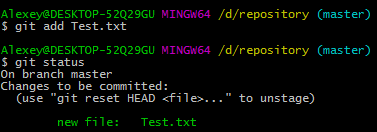 Alexey@DESKTOP-52Q29GU MINGW64 /d/repository (master)
$ git add Test.txt
Alexey@DESKTOP-52Q29GU MINGW64 /d/repository (master)
$ git status
On branch master
Changes to be committed:
  (use "git reset HEAD <file>..." to unstage)
        new file:   Test.txt